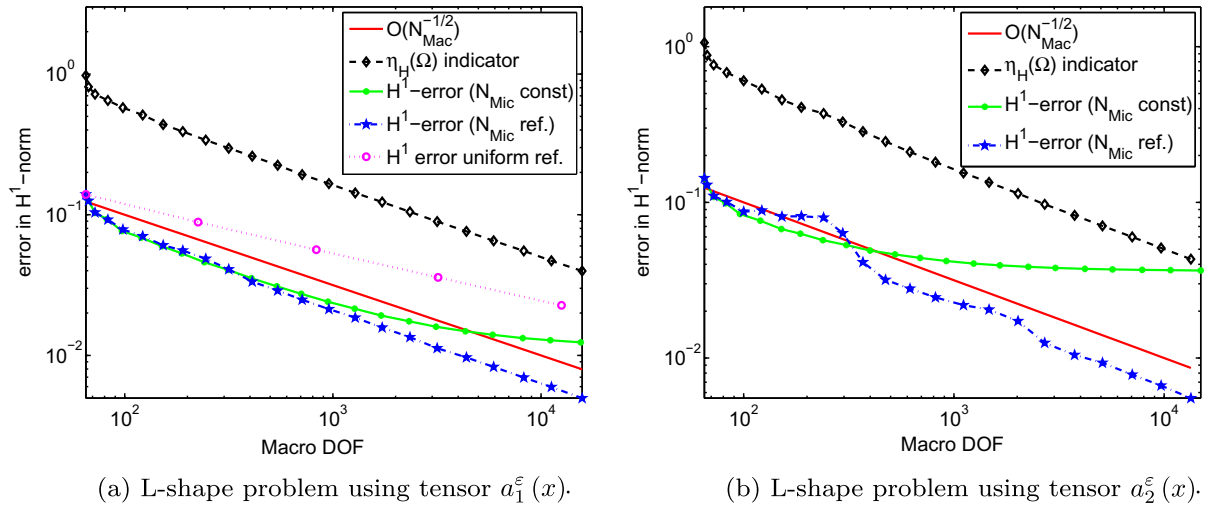 O(N_Mac^{-1/2})
η_H(Ω) indicator
H^1−error (N_Mic const)
H^1−error (N_Mic ref.)
H^1 error uniform ref.
error in H^1−norm
10^0
10^{-1}
10^{-2}
10^2
10^3
10^4
Macro DOF
(a) L-shape problem using tensor a_1^ε (x).
O(N_Mac^{-1/2})
η_H(Ω) indicator
H^1−error (N_Mic const)
H^1−error (N_Mic ref.)
error in H^1−norm
10^0
10^{-1}
10^{-2}
10^2
10^3
10^4
Macro DOF
(b) L-shape problem using tensor a_2^ε (x).